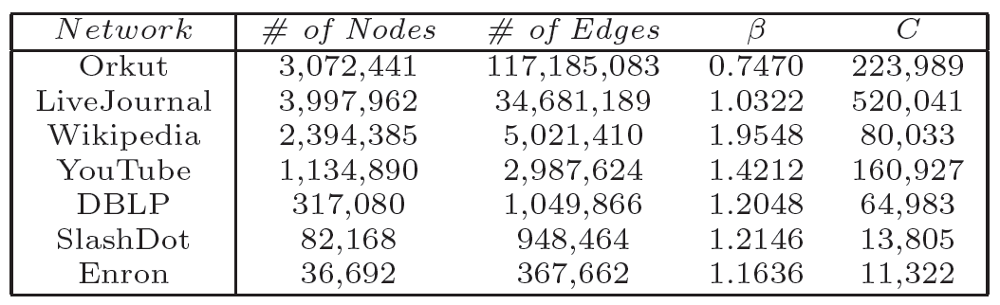 Network # of Nodes # of Edges β C
Orkut 3,072,441 117,185,083 0.7470 223,989
LiveJournal 3,997,962 34,681,189 1.0322 520,041
Wikipedia 2,394,385 5,021,410 1.9548 80,033
YouTube 1,134,890 2,987,624 1.4212 160,927
DBLP 317,080 1,049,866 1.2048 64,983
SlashDot 82,168 948,464 1.2146 13,805
Enron 36,692 367,662 1.1636 11,322